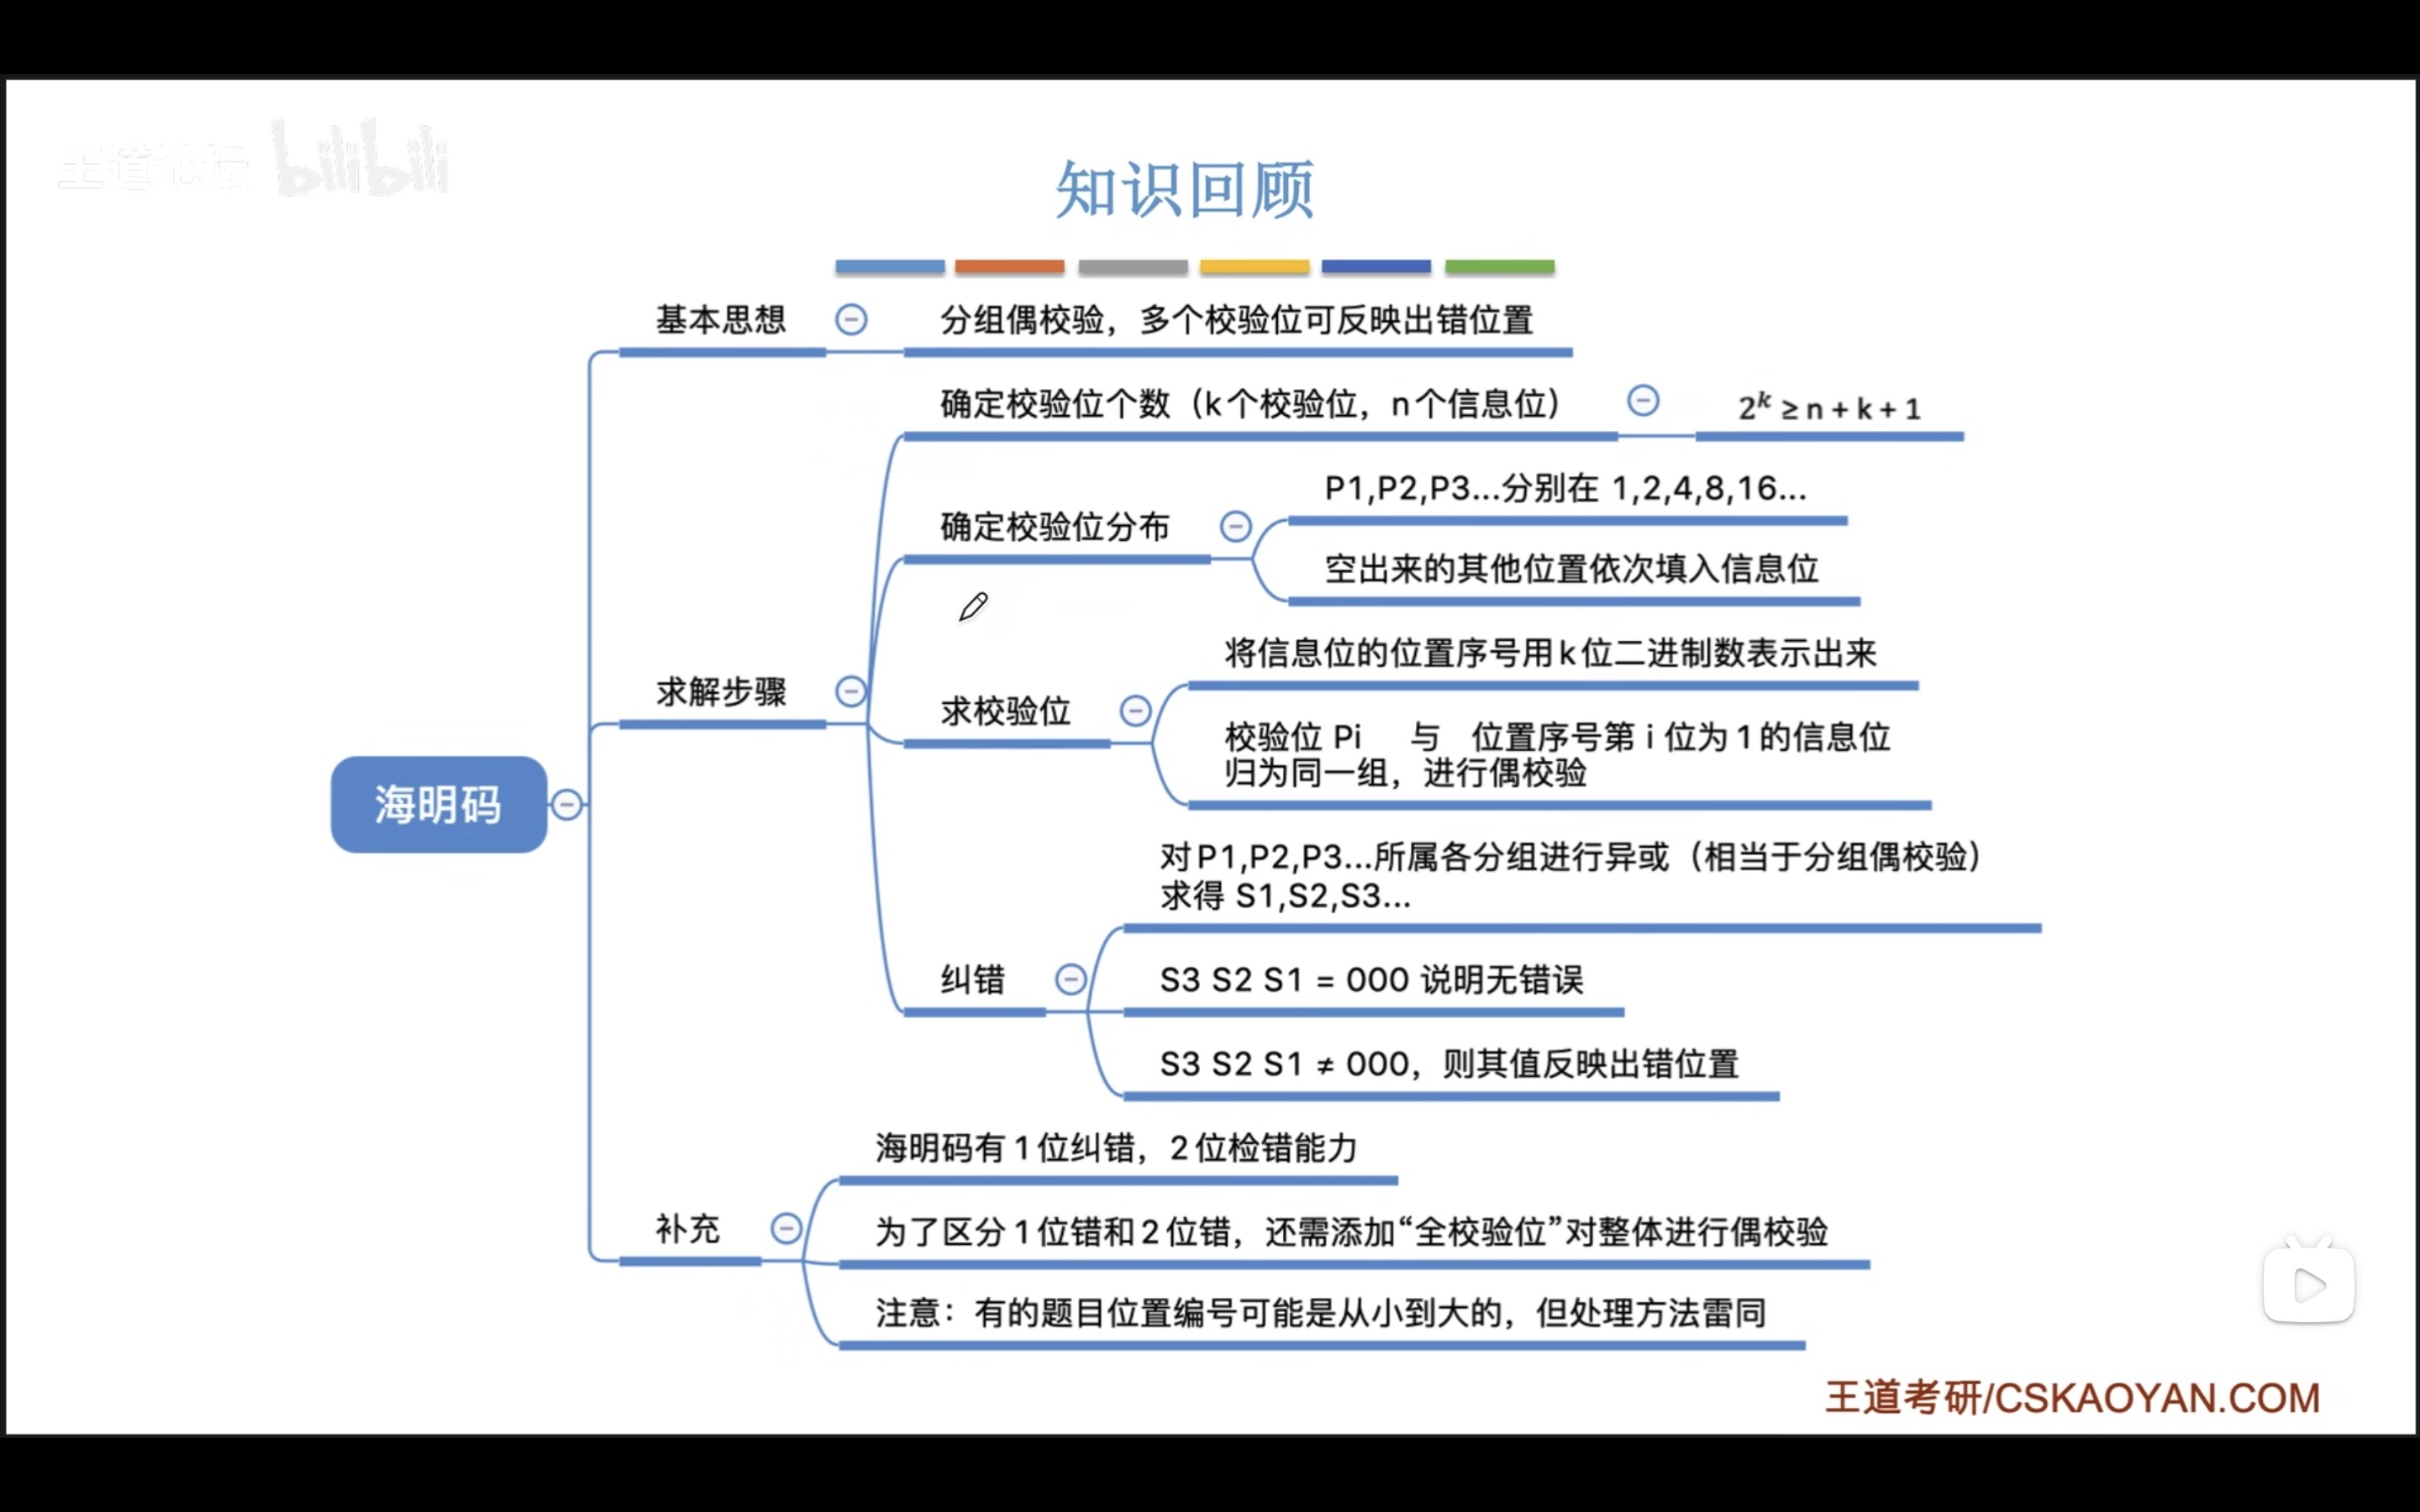 王道论坛 bilibili
知识回顾
基本思想
分组偶校验，多个校验位可反映出错位置
确定校验位个数（k个校验位，n个信息位）
2^k ≥ n + k + 1
确定校验位分布
P1,P2,P3...分别在 1,2,4,8,16...
空出来的其他位置依次填入信息位
求解步骤
求校验位
将信息位的位置序号用k位二进制数表示出来
校验位 Pi 与 位置序号第 i 位为1的信息位
归为同一组，进行偶校验
海明码
纠错
对P1,P2,P3...所属各分组进行异或（相当于分组偶校验）
求得 S1,S2,S3...
S3 S2 S1 = 000 说明无错误
S3 S2 S1 ≠ 000，则其值反映出错位置
补充
海明码有1位纠错，2位检错能力
为了区分1位错和2位错，还需添加“全校验位”对整体进行偶校验
注意：有的题目位置编号可能是从小到大的，但处理方法雷同
王道考研/CSKAOYAN.COM